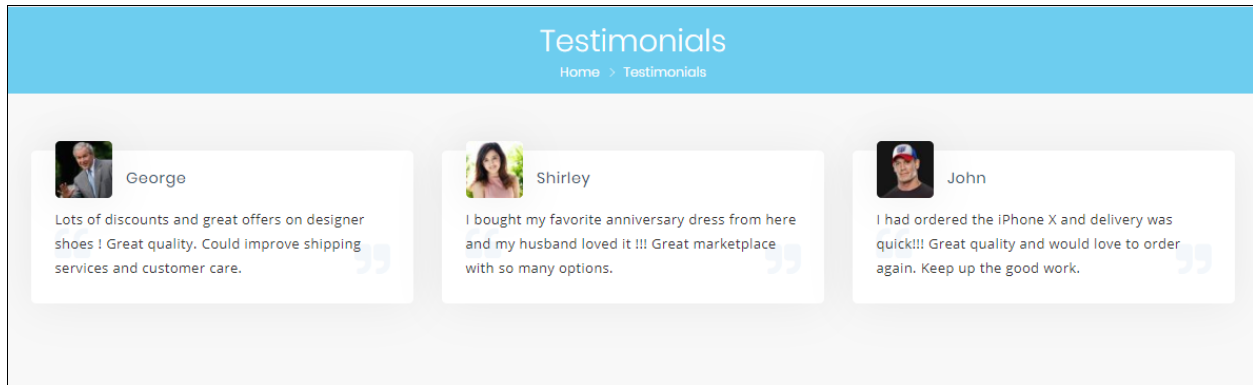 Testimonials
Home > Testimonials
George
Lots of discounts and great offers on designer
shoes ! Great quality. Could improve shipping
services and customer care.
Shirley
I bought my favorite anniversary dress from here
and my husband loved it !!! Great marketplace
with so many options.
John
I had ordered the iPhone X and delivery was
quick!!! Great quality and would love to order
again. Keep up the good work.